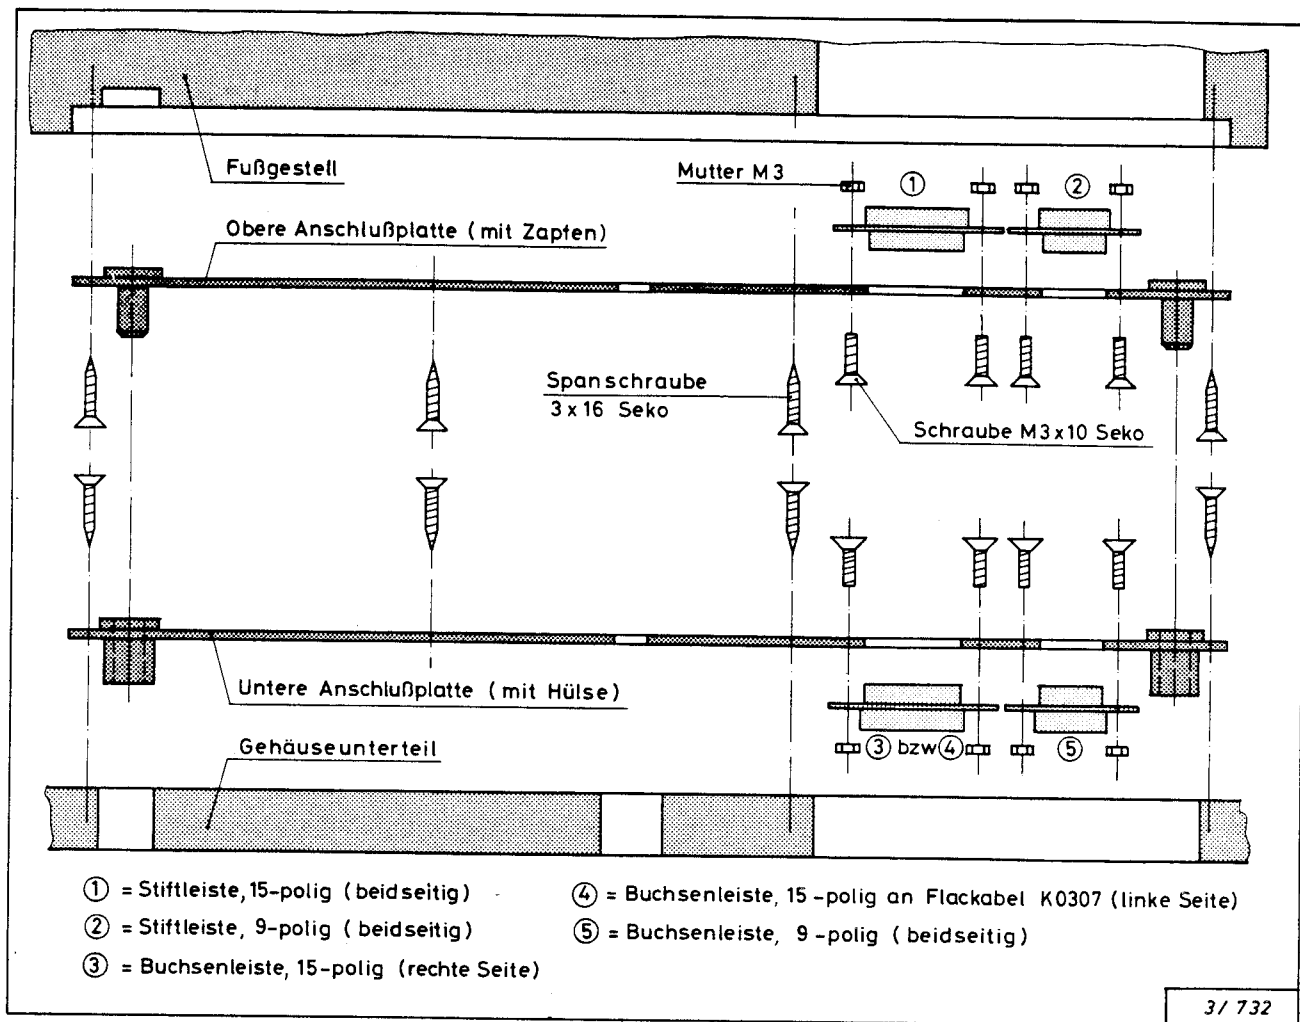 Fußgestell
Mutter M3
①
②
Obere Anschlußplatte (mit Zapfen)
Spanschraube
3x16 Seko
Schraube M3x10 Seko
Untere Anschlußplatte (mit Hülse)
Gehäuseunterteil
③ bzw ④
⑤
① = Stiftleiste, 15-polig (beidseitig)
② = Stiftleiste, 9-polig (beidseitig)
③ = Buchsenleiste, 15-polig (rechte Seite)
④ = Buchsenleiste, 15-polig an Flackabel K0307 (linke Seite)
⑤ = Buchsenleiste, 9-polig (beidseitig)
3/732